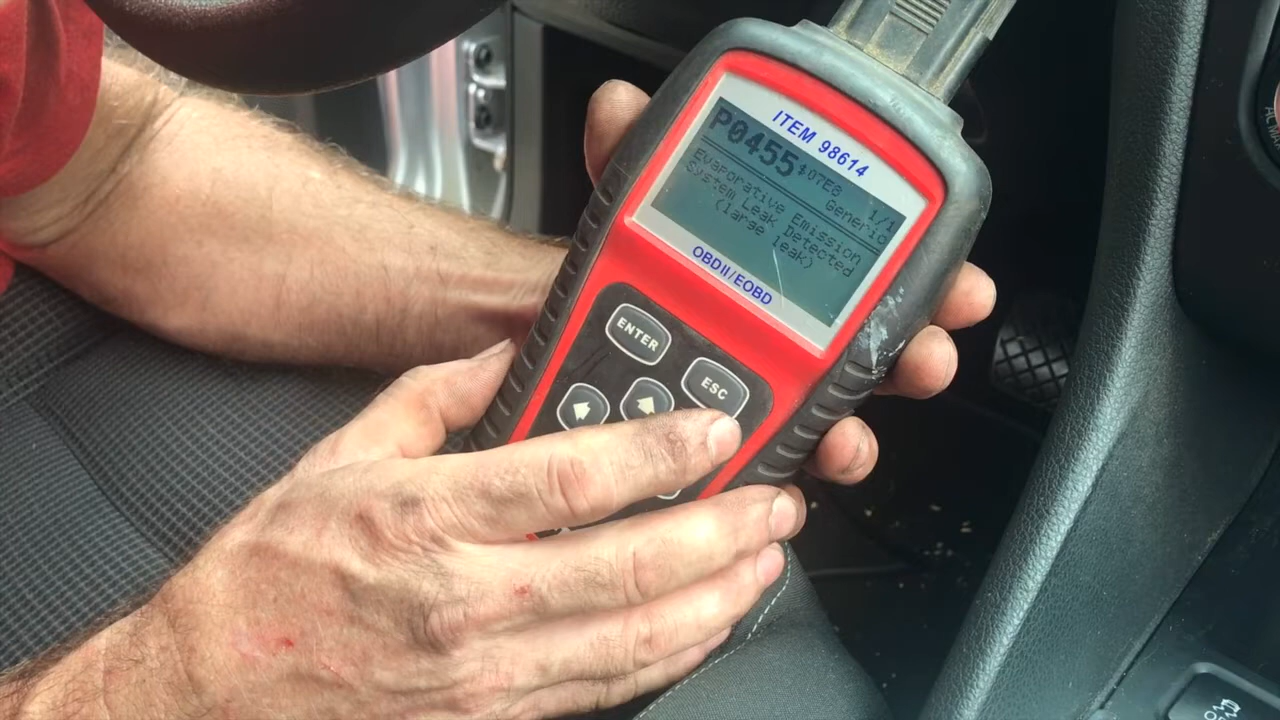 ITEM 98614
P0455 $07E8 1/1
Generic
Evaporative Emission
System Leak Detected
(large leak)
OBDII/EOBD
ENTER
ESC